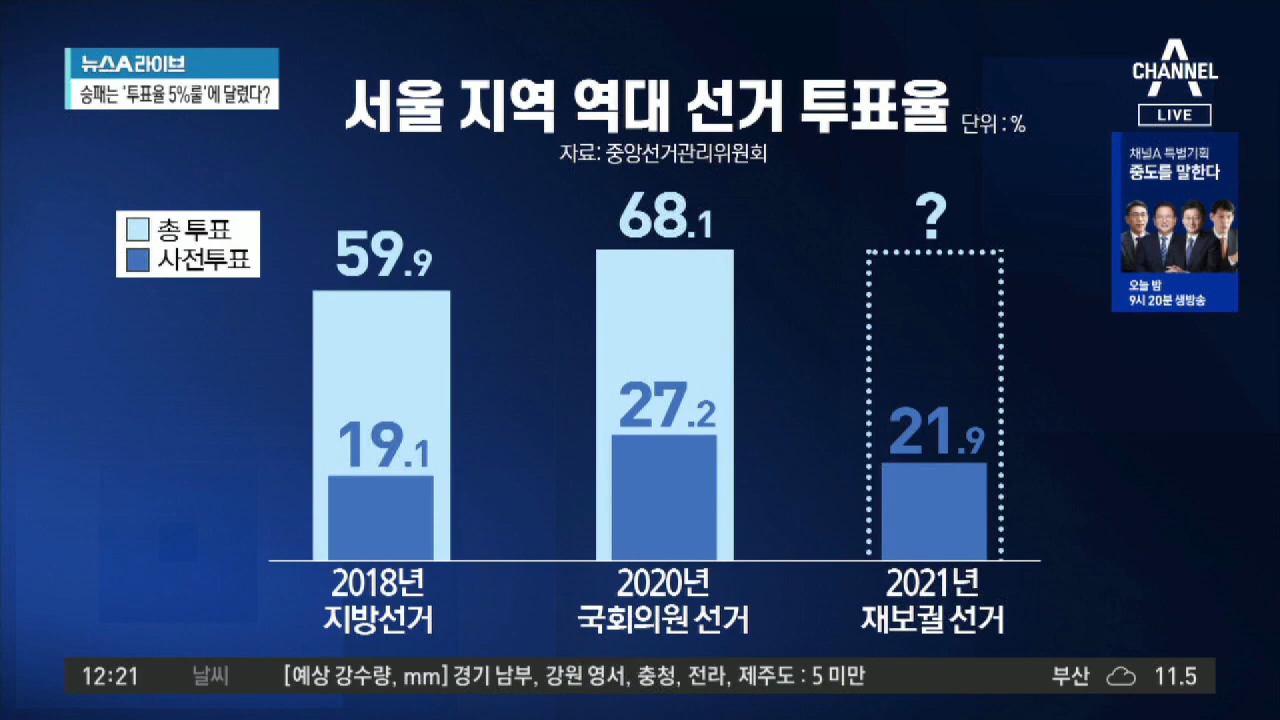 뉴스A 라이브
승패는 '투표율 5%룰'에 달렸다?
서울 지역 역대 선거 투표율 단위 : %
자료 : 중앙선거관리위원회
CHANNEL A
LIVE
채널A 특별기획
중도를 말한다
오늘 밤
9시 20분 생방송
총 투표
사전투표
59.9
68.1
?
19.1
27.2
21.9
2018년
지방선거
2020년
국회의원 선거
2021년
재보궐 선거
12:21 날씨 [예상 강수량, mm] 경기 남부, 강원 영서, 충청, 전라, 제주도 : 5 미만 부산 11.5